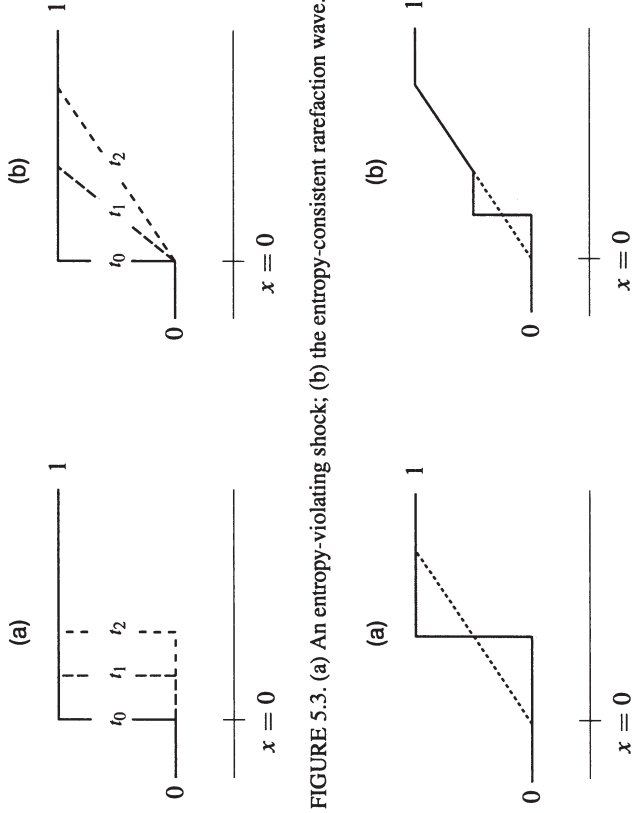 (a) (b)
1 1
t₀ t₁ t₂ t₀ t₁ t₂
0 0
x = 0 x = 0
FIGURE 5.3. (a) An entropy-violating shock; (b) the entropy-consistent rarefaction wave.
(a) (b)
1 1
0 0
x = 0 x = 0